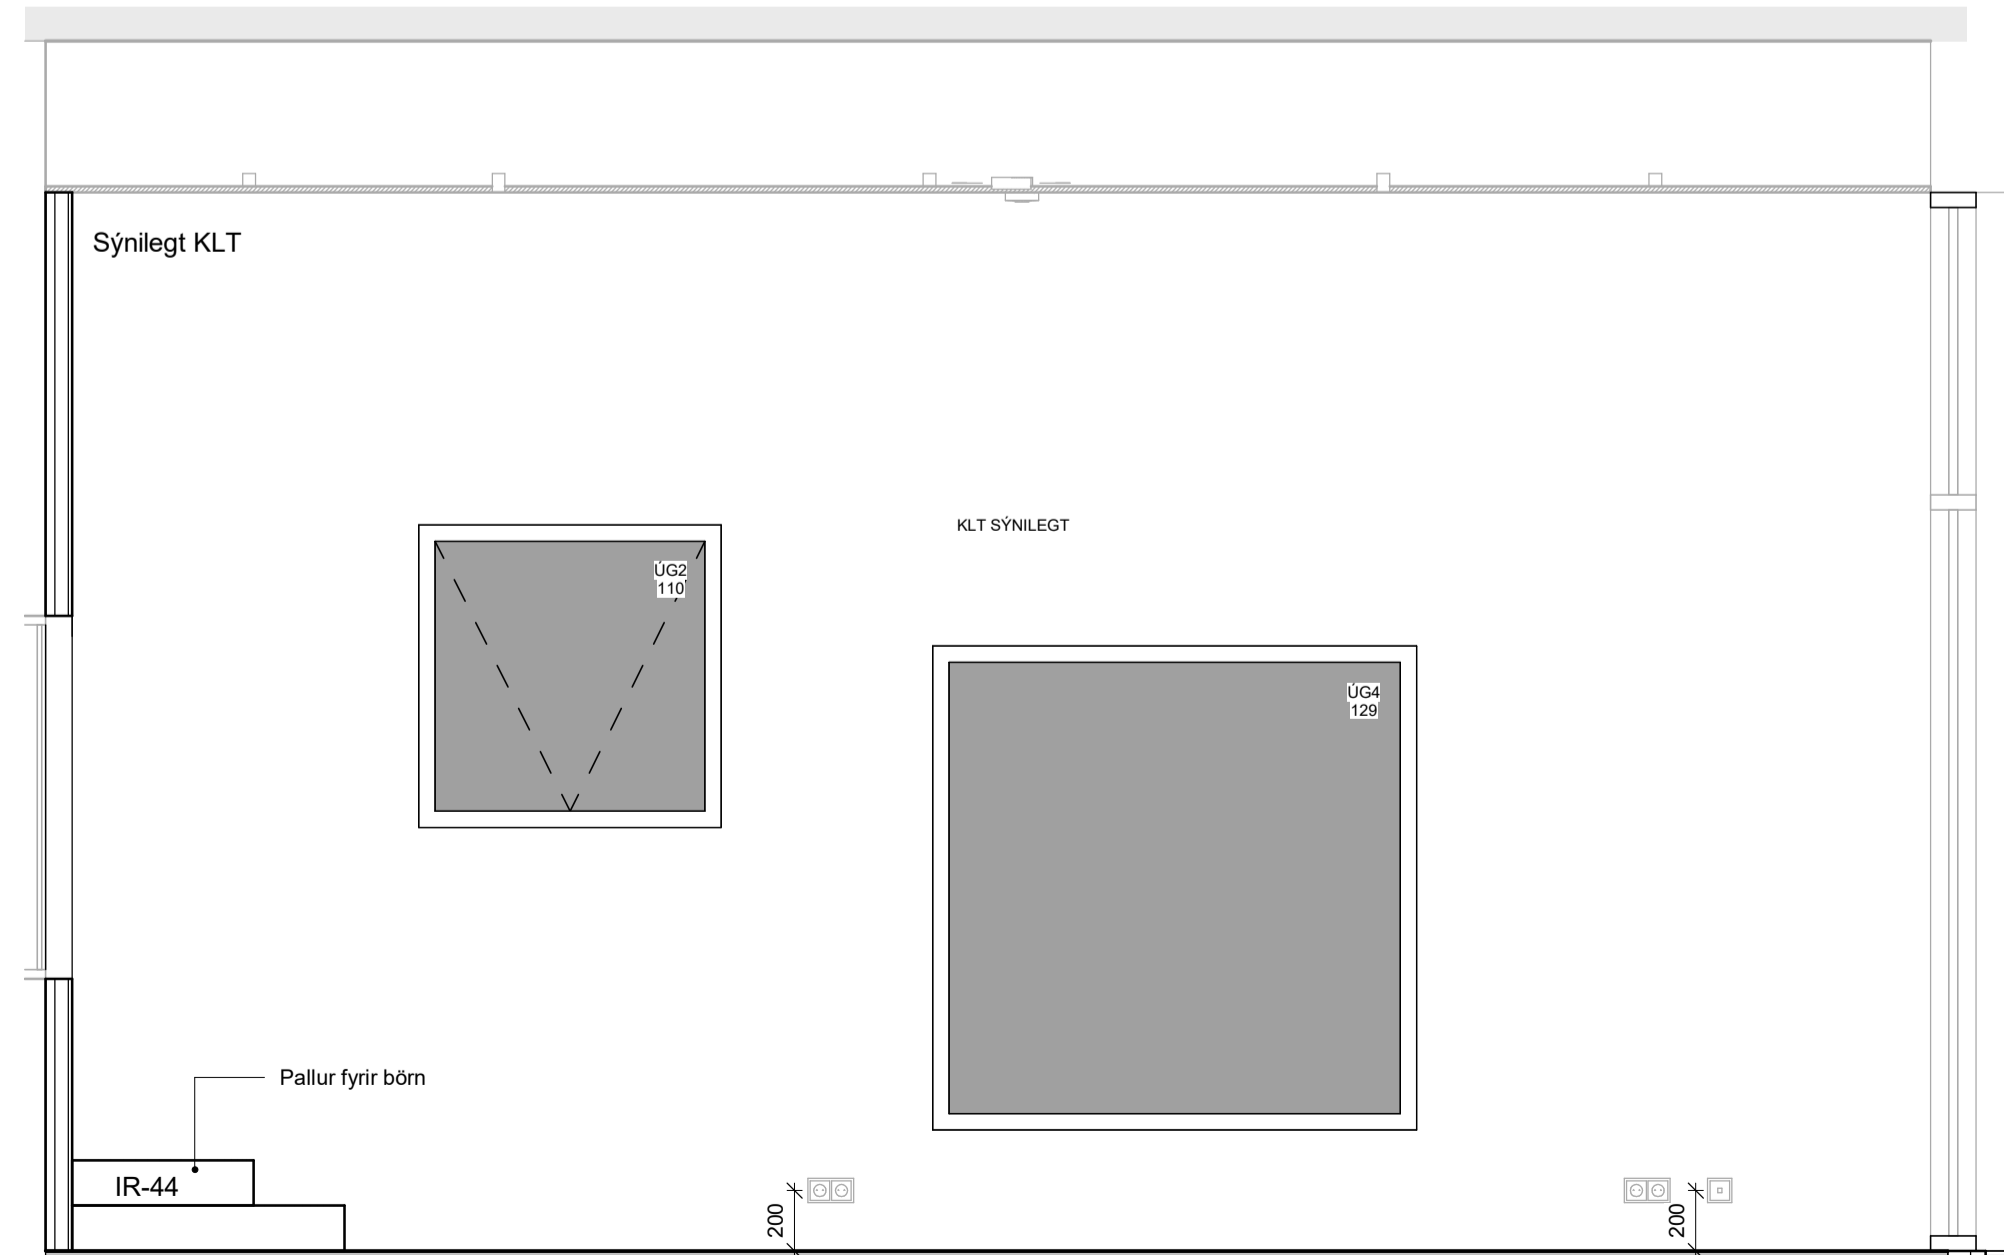 Sýnilegt KLT
KLT SÝNILEGT
ÚG2
110
ÚG4
129
Pallur fyrir börn
IR-44
200
200